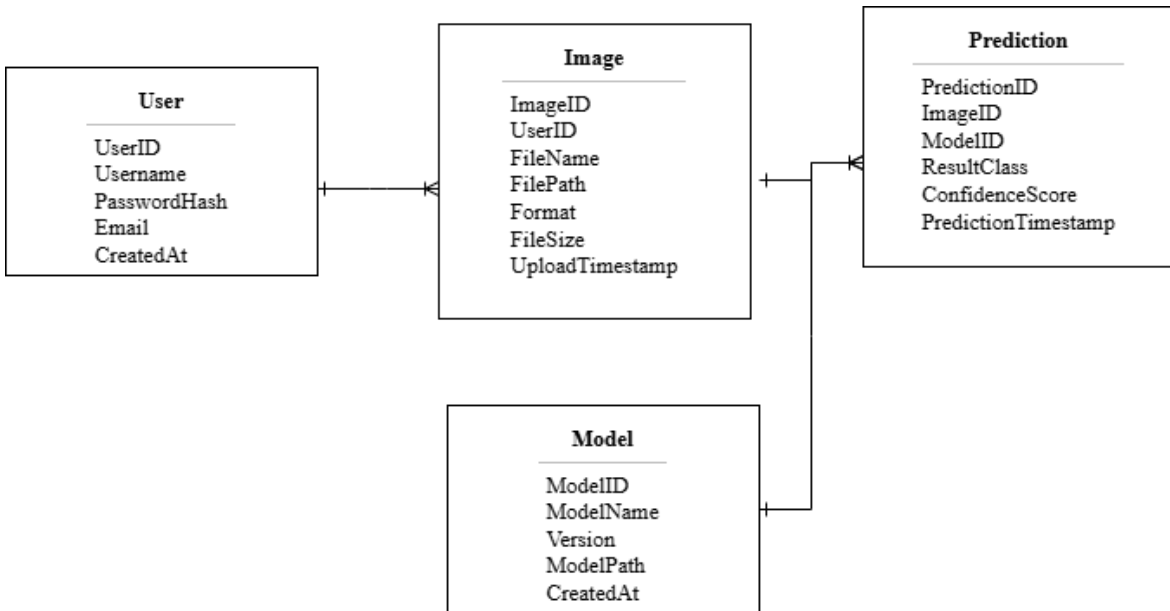 User
UserID
Username
PasswordHash
Email
CreatedAt
Image
ImageID
UserID
FileName
FilePath
Format
FileSize
UploadTimestamp
Prediction
PredictionID
ImageID
ModelID
ResultClass
ConfidenceScore
PredictionTimestamp
Model
ModelID
ModelName
Version
ModelPath
CreatedAt